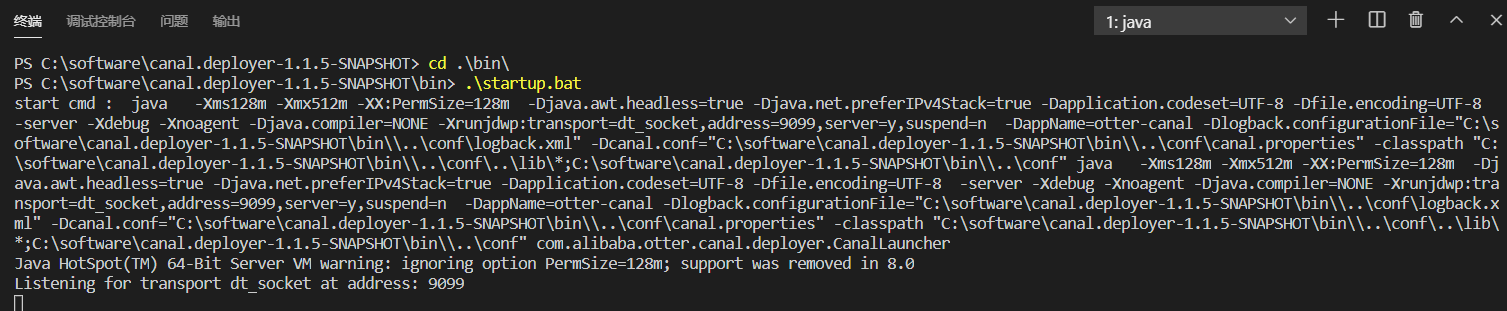 终端 调试控制台 问题 输出 1: java
PS C:\software\canal.deployer-1.1.5-SNAPSHOT> cd .\bin\
PS C:\software\canal.deployer-1.1.5-SNAPSHOT\bin> .\startup.bat
start cmd :  java   -Xms128m -Xmx512m -XX:PermSize=128m  -Djava.awt.headless=true -Djava.net.preferIPv4Stack=true -Dapplication.codeset=UTF-8 -Dfile.encoding=UTF-8
-server -Xdebug -Xnoagent -Djava.compiler=NONE -Xrunjdwp:transport=dt_socket,address=9099,server=y,suspend=n  -DappName=otter-canal -Dlogback.configurationFile="C:\s
oftware\canal.deployer-1.1.5-SNAPSHOT\bin\\..\conf\logback.xml" -Dcanal.conf="C:\software\canal.deployer-1.1.5-SNAPSHOT\bin\\..\conf\canal.properties" -classpath "C:
\software\canal.deployer-1.1.5-SNAPSHOT\bin\\..\conf\..\lib\*;C:\software\canal.deployer-1.1.5-SNAPSHOT\bin\\..\conf" java   -Xms128m -Xmx512m -XX:PermSize=128m  -Dj
ava.awt.headless=true -Djava.net.preferIPv4Stack=true -Dapplication.codeset=UTF-8 -Dfile.encoding=UTF-8  -server -Xdebug -Xnoagent -Djava.compiler=NONE -Xrunjdwp:tra
nsport=dt_socket,address=9099,server=y,suspend=n  -DappName=otter-canal -Dlogback.configurationFile="C:\software\canal.deployer-1.1.5-SNAPSHOT\bin\\..\conf\logback.x
ml" -Dcanal.conf="C:\software\canal.deployer-1.1.5-SNAPSHOT\bin\\..\conf\canal.properties" -classpath "C:\software\canal.deployer-1.1.5-SNAPSHOT\bin\\..\conf\..\lib\
*;C:\software\canal.deployer-1.1.5-SNAPSHOT\bin\\..\conf" com.alibaba.otter.canal.deployer.CanalLauncher
Java HotSpot(TM) 64-Bit Server VM warning: ignoring option PermSize=128m; support was removed in 8.0
Listening for transport dt_socket at address: 9099